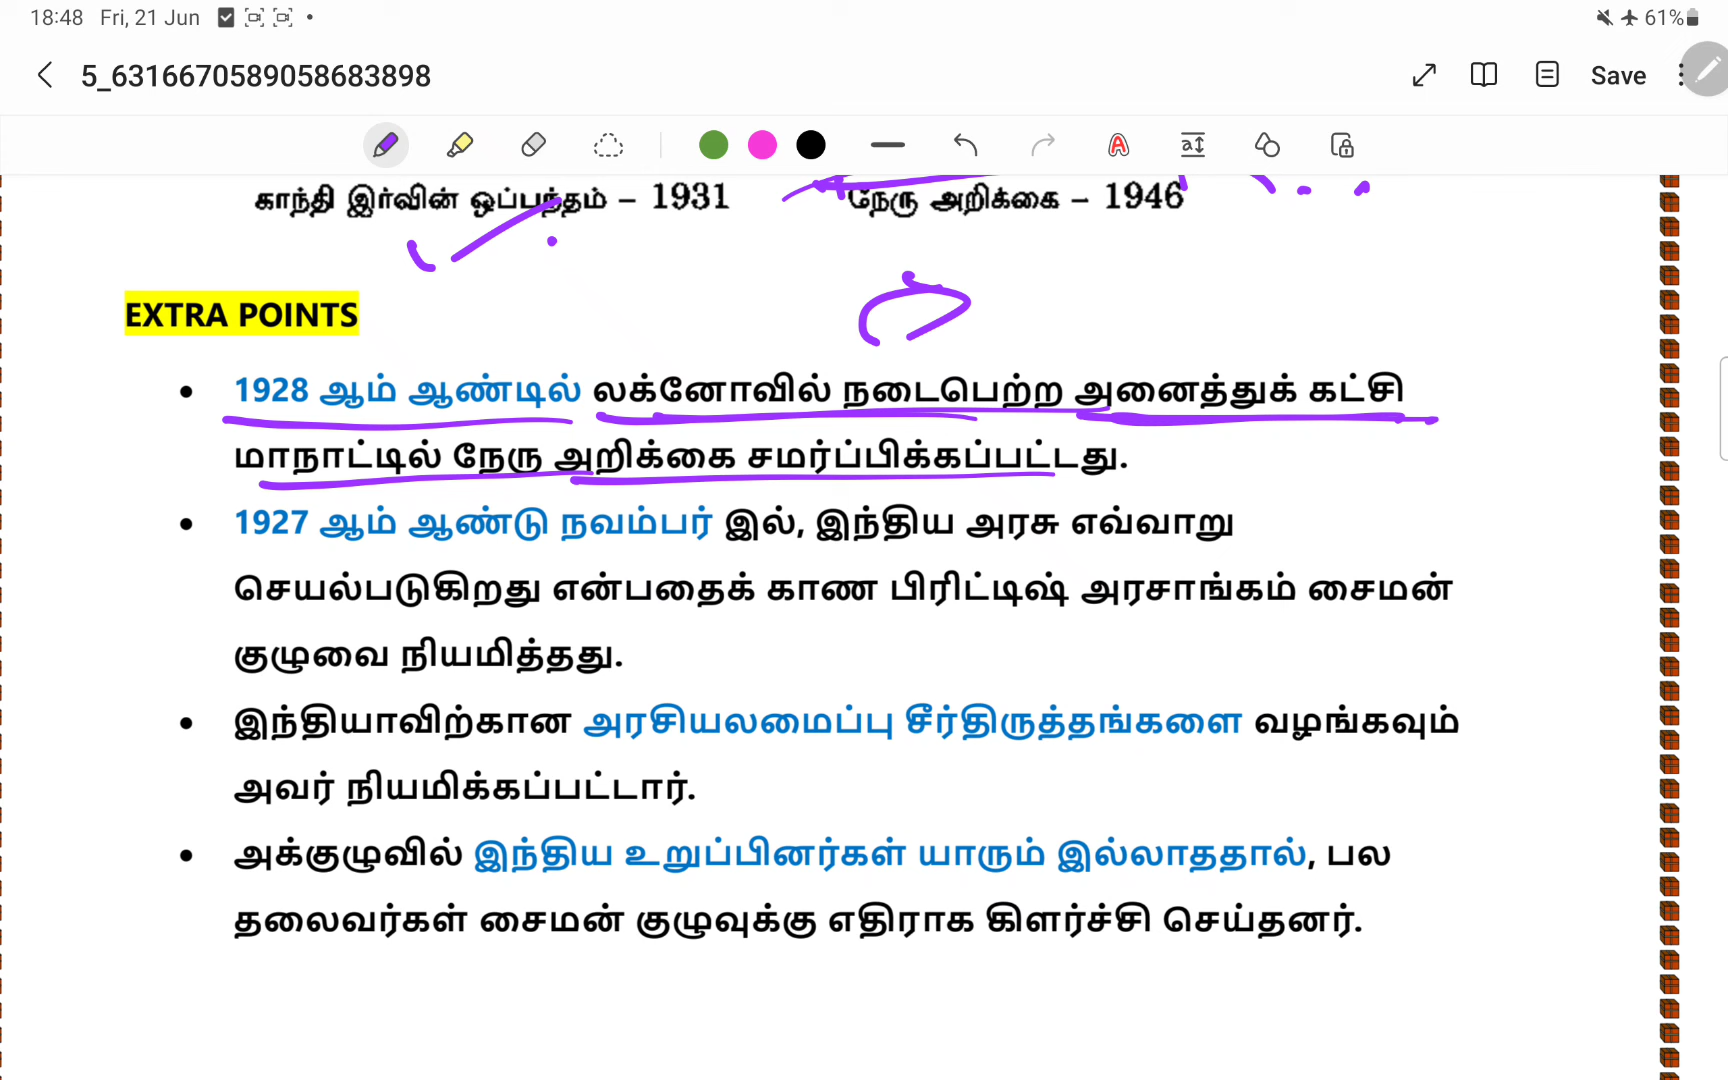 18:48 Fri, 21 Jun
61%
5_6316670589058683898
Save
காந்தி இர்வின் ஒப்பந்தம் – 1931 நேரு அறிக்கை – 1946
EXTRA POINTS
• 1928 ஆம் ஆண்டில் லக்னோவில் நடைபெற்ற அனைத்துக் கட்சி
மாநாட்டில் நேரு அறிக்கை சமர்ப்பிக்கப்பட்டது.
• 1927 ஆம் ஆண்டு நவம்பர் இல், இந்திய அரசு எவ்வாறு
செயல்படுகிறது என்பதைக் காண பிரிட்டிஷ் அரசாங்கம் சைமன்
குழுவை நியமித்தது.
• இந்தியாவிற்கான அரசியலமைப்பு சீர்திருத்தங்களை வழங்கவும்
அவர் நியமிக்கப்பட்டார்.
• அக்குழுவில் இந்திய உறுப்பினர்கள் யாரும் இல்லாததால், பல
தலைவர்கள் சைமன் குழுவுக்கு எதிராக கிளர்ச்சி செய்தனர்.